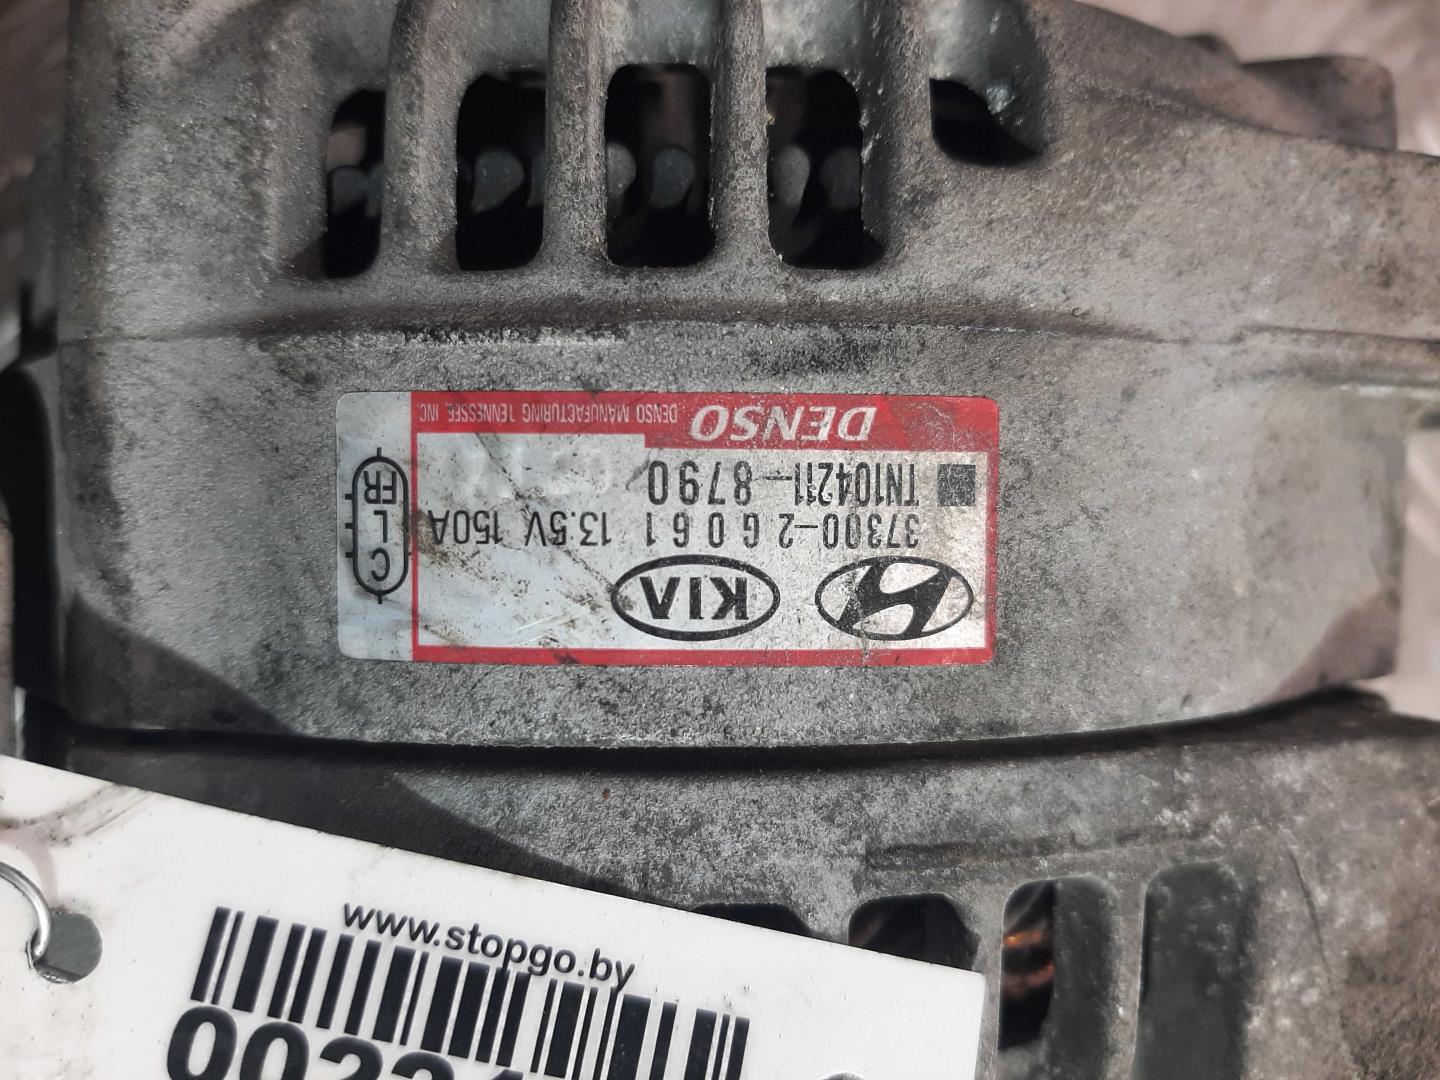 DENSO MANUFACTURING TENNESSEE, INC.
DENSO
TN104211-8790
37300-2G061 13.5V 150A
KIA
FR
L
C
www.stopgo.by